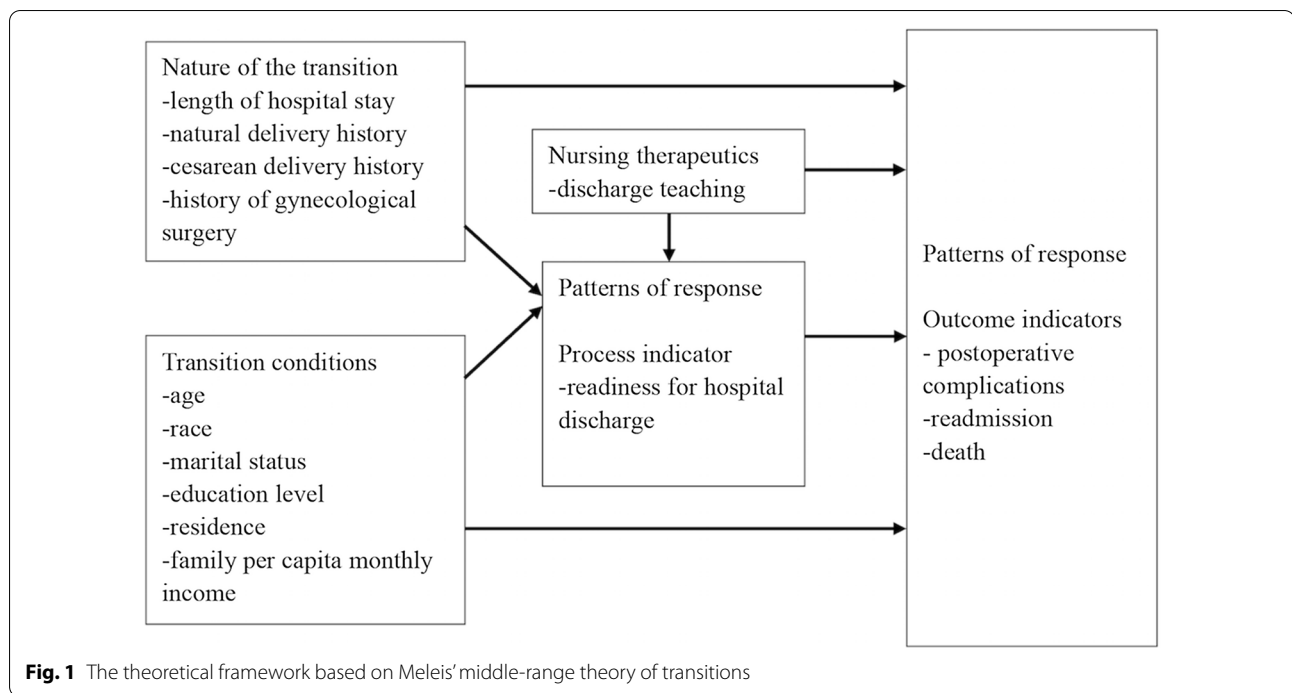 Nature of the transition
-length of hospital stay
-natural delivery history
-cesarean delivery history
-history of gynecological
surgery
Nursing therapeutics
-discharge teaching
Patterns of response
Process indicator
-readiness for hospital
discharge
Transition conditions
-age
-race
-marital status
-education level
-residence
-family per capita monthly
income
Patterns of response
Outcome indicators
- postoperative
complications
-readmission
-death
Fig. 1 The theoretical framework based on Meleis’ middle-range theory of transitions